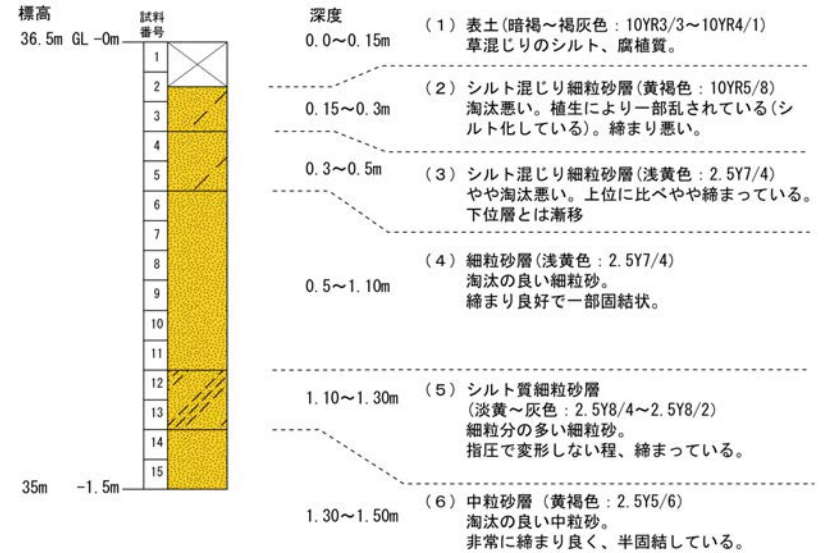 標高
試料
番号
深度
36.5m GL -0m
1
2
3
4
5
6
7
8
9
10
11
12
13
14
15
35m -1.5m
0.0～0.15m
(1) 表土(暗褐～褐灰色：10YR3/3～10YR4/1)
草混じりのシルト、腐植質。
0.15～0.3m
(2) シルト混じり細粒砂層(黄褐色：10YR5/8)
淘汰悪い。植生により一部乱されている(シ
ルト化している)。締まり悪い。
0.3～0.5m
(3) シルト混じり細粒砂層(浅黄色：2.5Y7/4)
やや淘汰悪い。上位に比べやや締まっている。
下位層とは漸移
0.5～1.10m
(4) 細粒砂層(浅黄色：2.5Y7/4)
淘汰の良い細粒砂。
締まり良好で一部固結状。
1.10～1.30m
(5) シルト質細粒砂層
(淡黄～灰色：2.5Y8/4～2.5Y8/2)
細粒分の多い細粒砂。
指圧で変形しない程、締まっている。
1.30～1.50m
(6) 中粒砂層 (黄褐色：2.5Y5/6)
淘汰の良い中粒砂。
非常に締まり良く、半固結している。